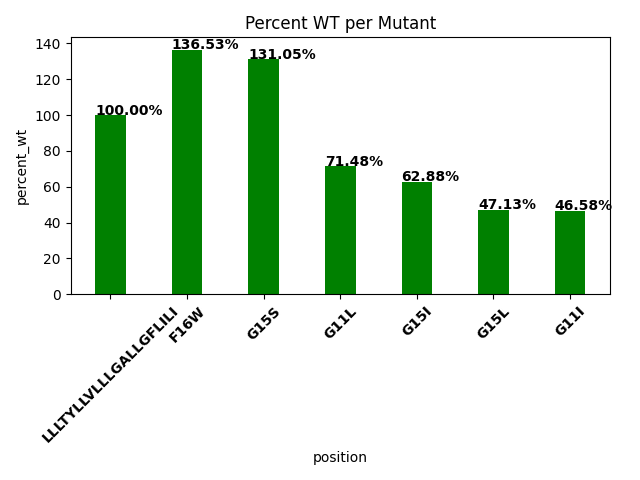 Percent WT per Mutant
percent_wt
140
120
100
80
60
40
20
0
100.00%
136.53%
131.05%
71.48%
62.88%
47.13%
46.58%
LLLTYLLVLLLGALLGFLILI
F16W
G15S
G11L
G15I
G15L
G11I
position